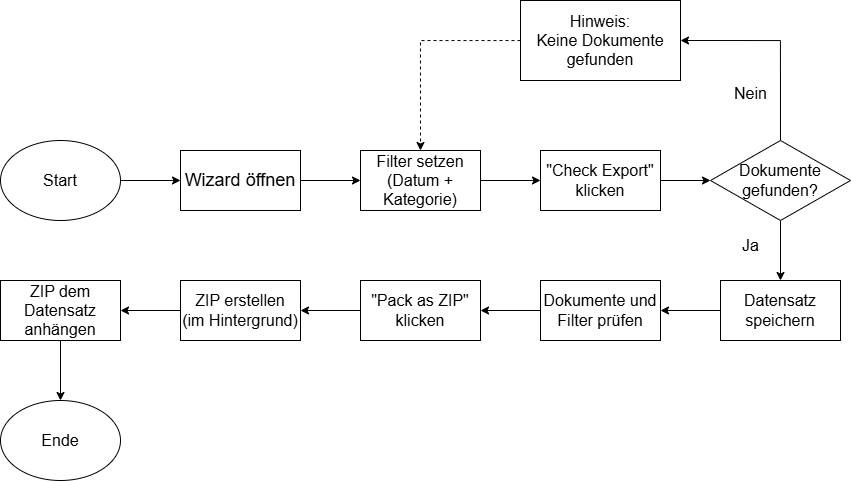 Hinweis:
Keine Dokumente
gefunden
Nein
Start
Wizard öffnen
Filter setzen
(Datum +
Kategorie)
"Check Export"
klicken
Dokumente
gefunden?
Ja
ZIP dem
Datensatz
anhängen
ZIP erstellen
(im Hintergrund)
"Pack as ZIP"
klicken
Dokumente und
Filter prüfen
Datensatz
speichern
Ende